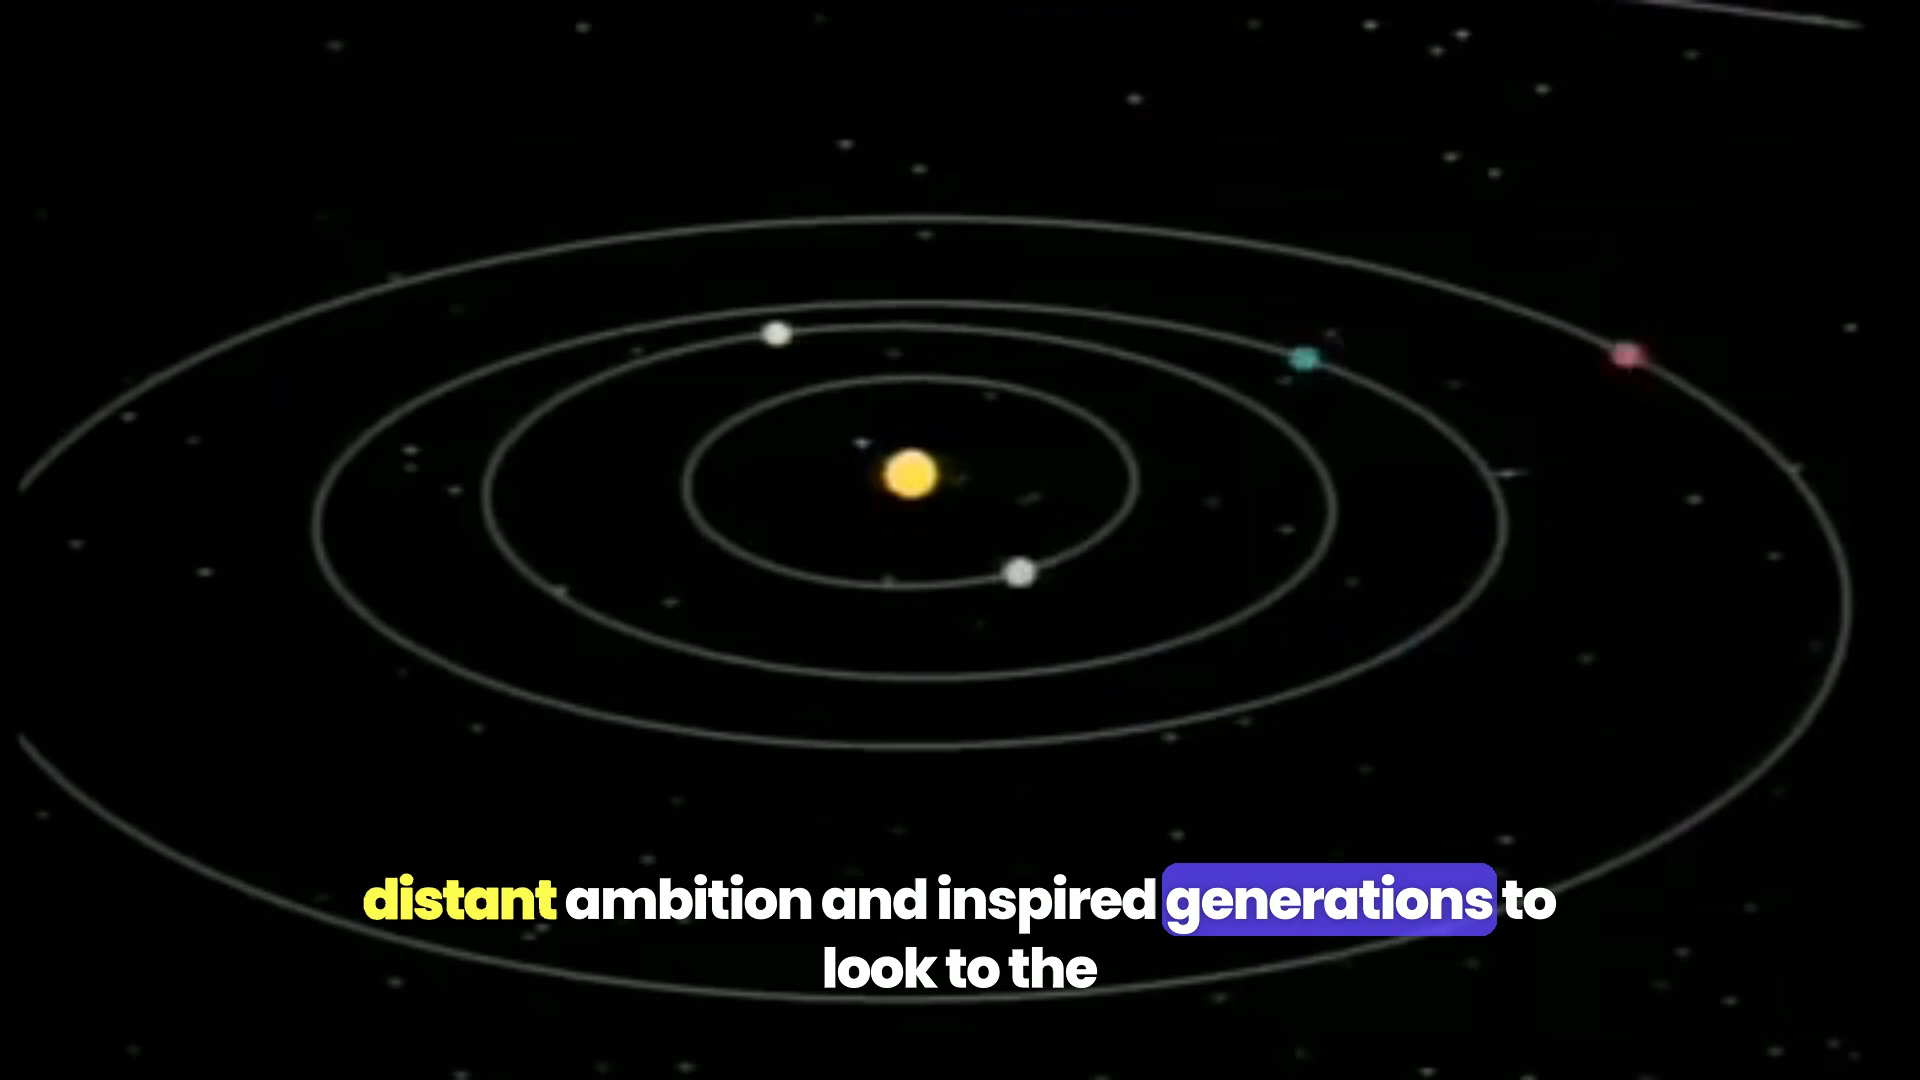 distant ambition and inspired generations to
look to the